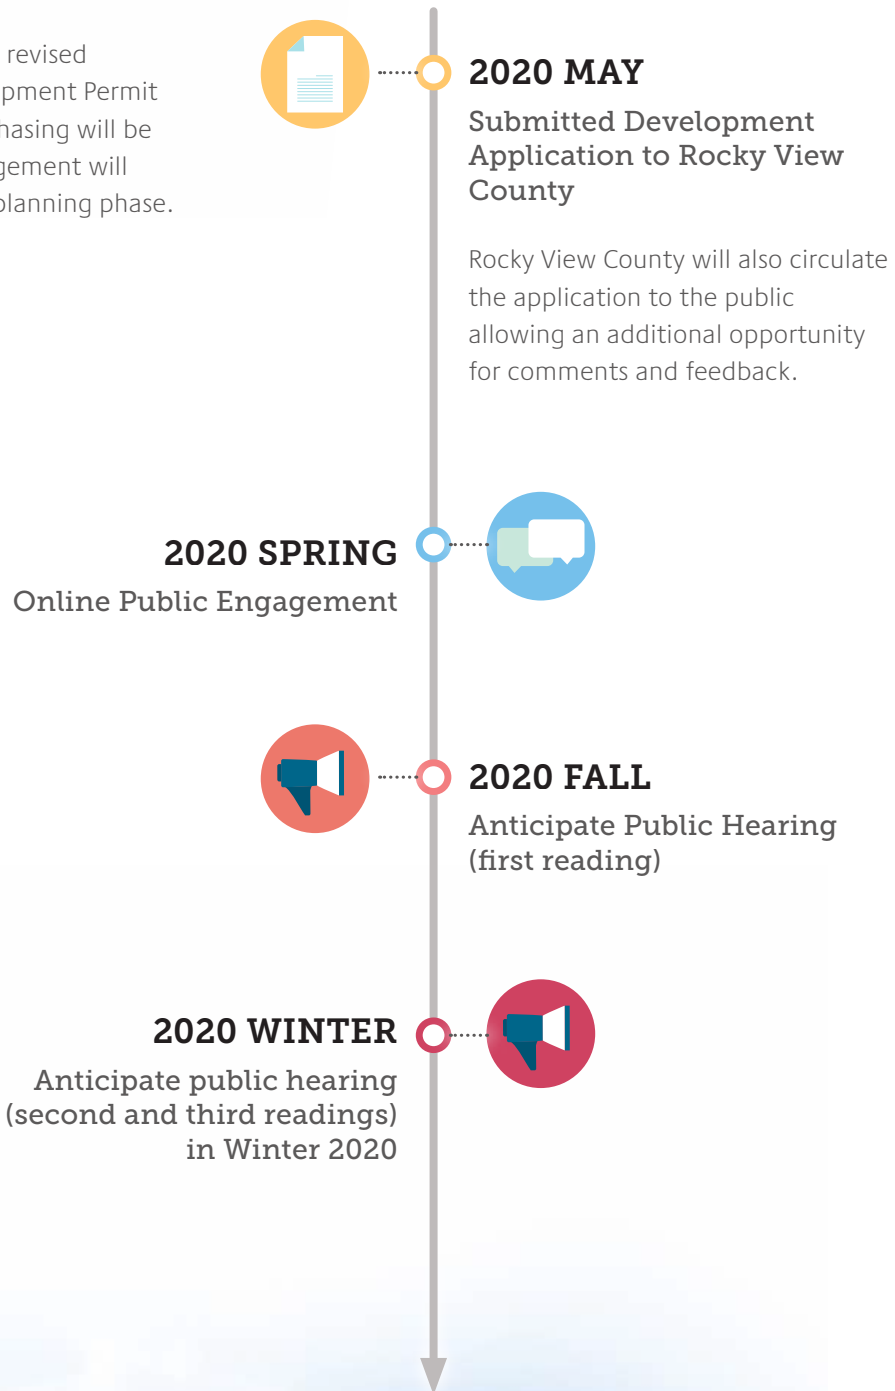 revised
pment Permit
hasing will be
gement will
planning phase.
2020 MAY
Submitted Development
Application to Rocky View
County
Rocky View County will also circulate
the application to the public
allowing an additional opportunity
for comments and feedback.
2020 SPRING
Online Public Engagement
2020 FALL
Anticipate Public Hearing
(first reading)
2020 WINTER
Anticipate public hearing
(second and third readings)
in Winter 2020